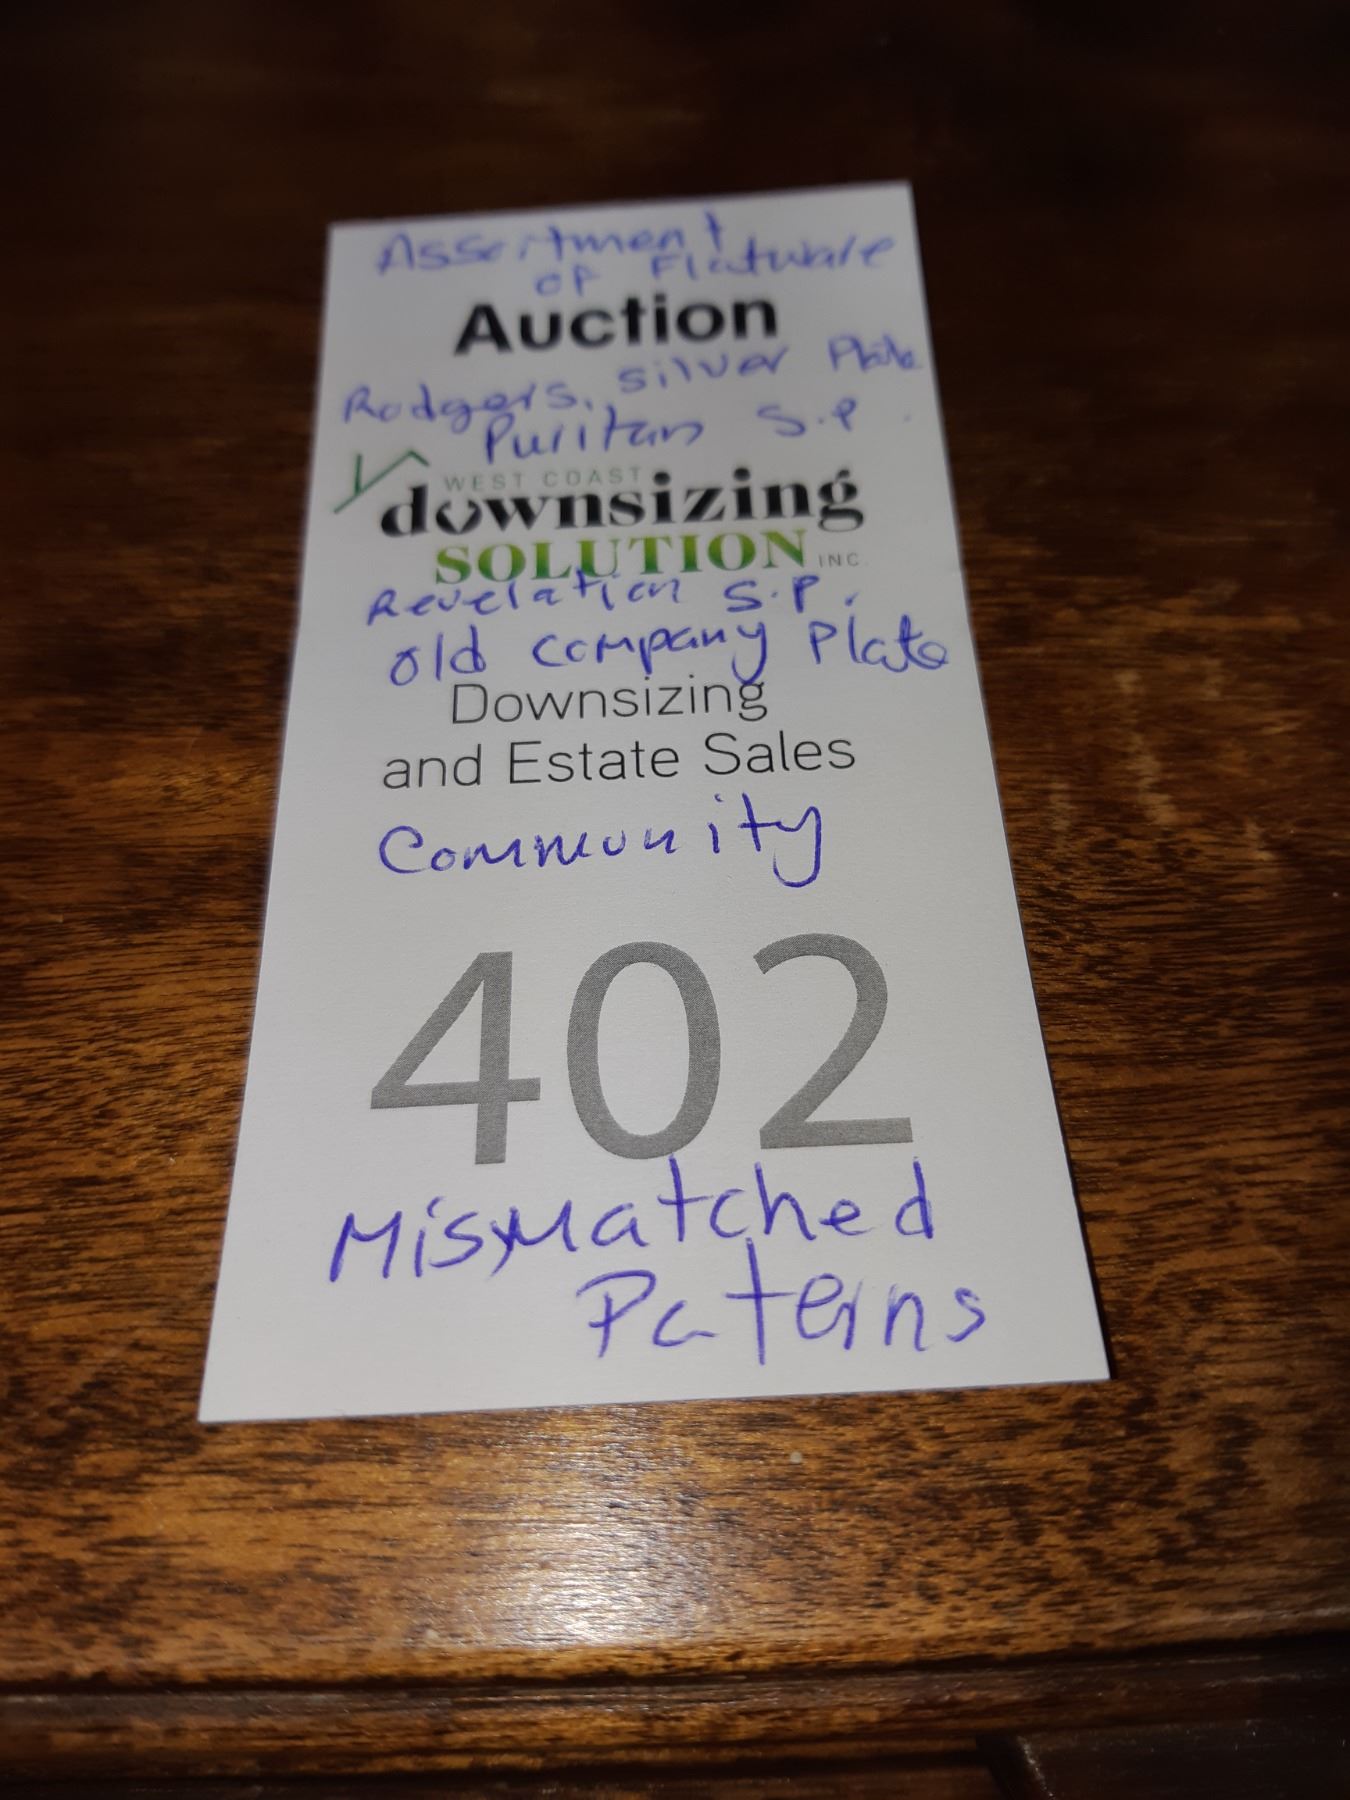 Assortment
of Flatware
Auction
Rodgers, silver Plate
Puritan S.P.
WEST COAST
downsizing
SOLUTION INC.
Revelation S.P.
old company Plate
Downsizing
and Estate Sales
Community
402
Mismatched
Paterns